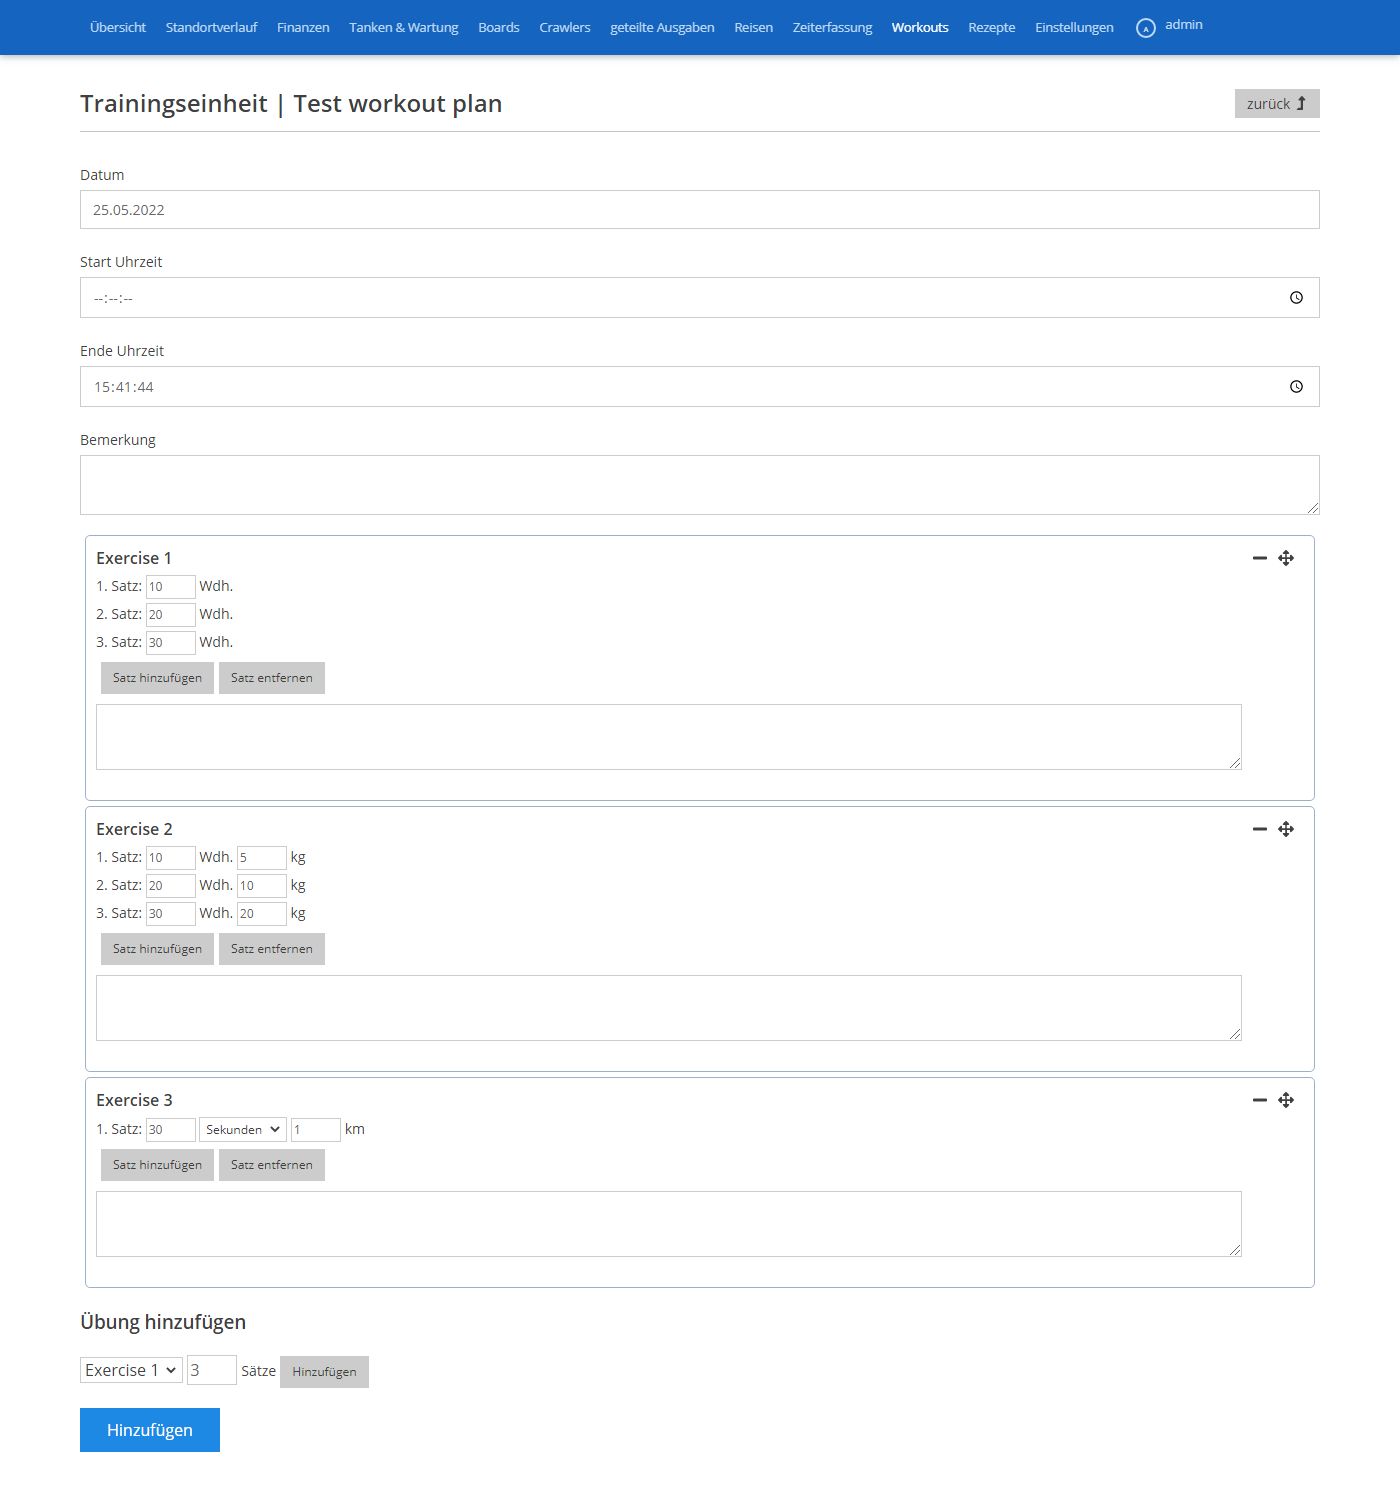 Übersicht Standortverlauf Finanzen Tanken & Wartung Boards Crawlers geteilte Ausgaben Reisen Zeiterfassung Workouts Rezepte Einstellungen A admin
Trainingseinheit | Test workout plan zurück
Datum
25.05.2022
Start Uhrzeit
--:--:--
Ende Uhrzeit
15:41:44
Bemerkung
Exercise 1
1. Satz: 10 Wdh.
2. Satz: 20 Wdh.
3. Satz: 30 Wdh.
Satz hinzufügen Satz entfernen
Exercise 2
1. Satz: 10 Wdh. 5 kg
2. Satz: 20 Wdh. 10 kg
3. Satz: 30 Wdh. 20 kg
Satz hinzufügen Satz entfernen
Exercise 3
1. Satz: 30 Sekunden 1 km
Satz hinzufügen Satz entfernen
Übung hinzufügen
Exercise 1 3 Sätze Hinzufügen
Hinzufügen